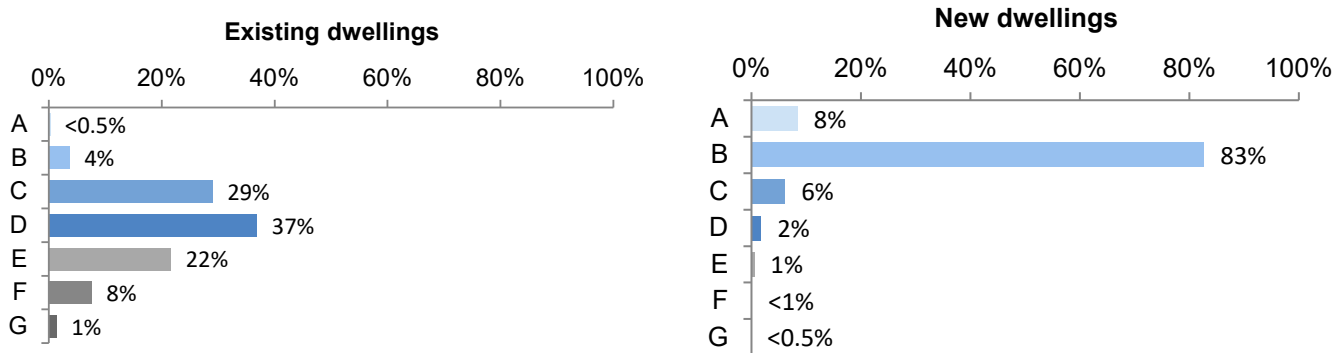 Existing dwellings
0% 20% 40% 60% 80% 100%
A <0.5%
B 4%
C 29%
D 37%
E 22%
F 8%
G 1%
New dwellings
0% 20% 40% 60% 80% 100%
A 8%
B 83%
C 6%
D 2%
E 1%
F <1%
G <0.5%